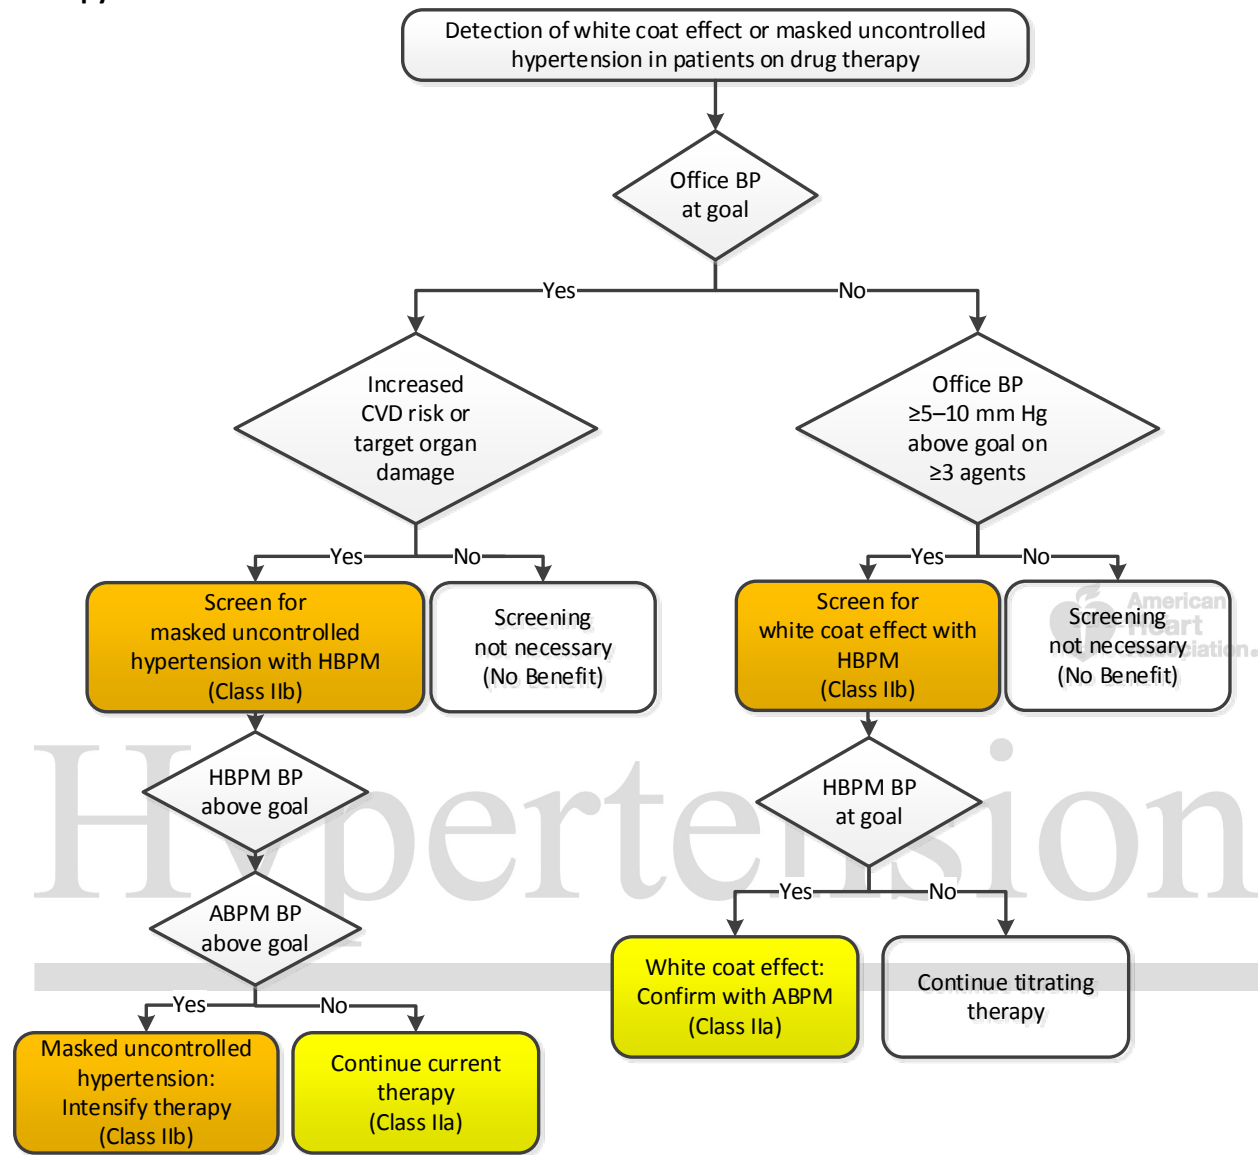 Detection of white coat effect or masked uncontrolled
hypertension in patients on drug therapy
Office BP
at goal
Yes
No
Increased
CVD risk or
target organ
damage
Office BP
≥5–10 mm Hg
above goal on
≥3 agents
Yes
No
Yes
No
Screen for
masked uncontrolled
hypertension with HBPM
(Class IIb)
Screening
not necessary
(No Benefit)
Screen for
white coat effect with
HBPM
(Class IIb)
Screening
not necessary
(No Benefit)
American
Heart
Association.
Hypertension
HBPM BP
above goal
HBPM BP
at goal
ABPM BP
above goal
Yes
No
Yes
No
White coat effect:
Confirm with ABPM
(Class IIa)
Continue titrating
therapy
Masked uncontrolled
hypertension:
Intensify therapy
(Class IIb)
Continue current
therapy
(Class IIa)